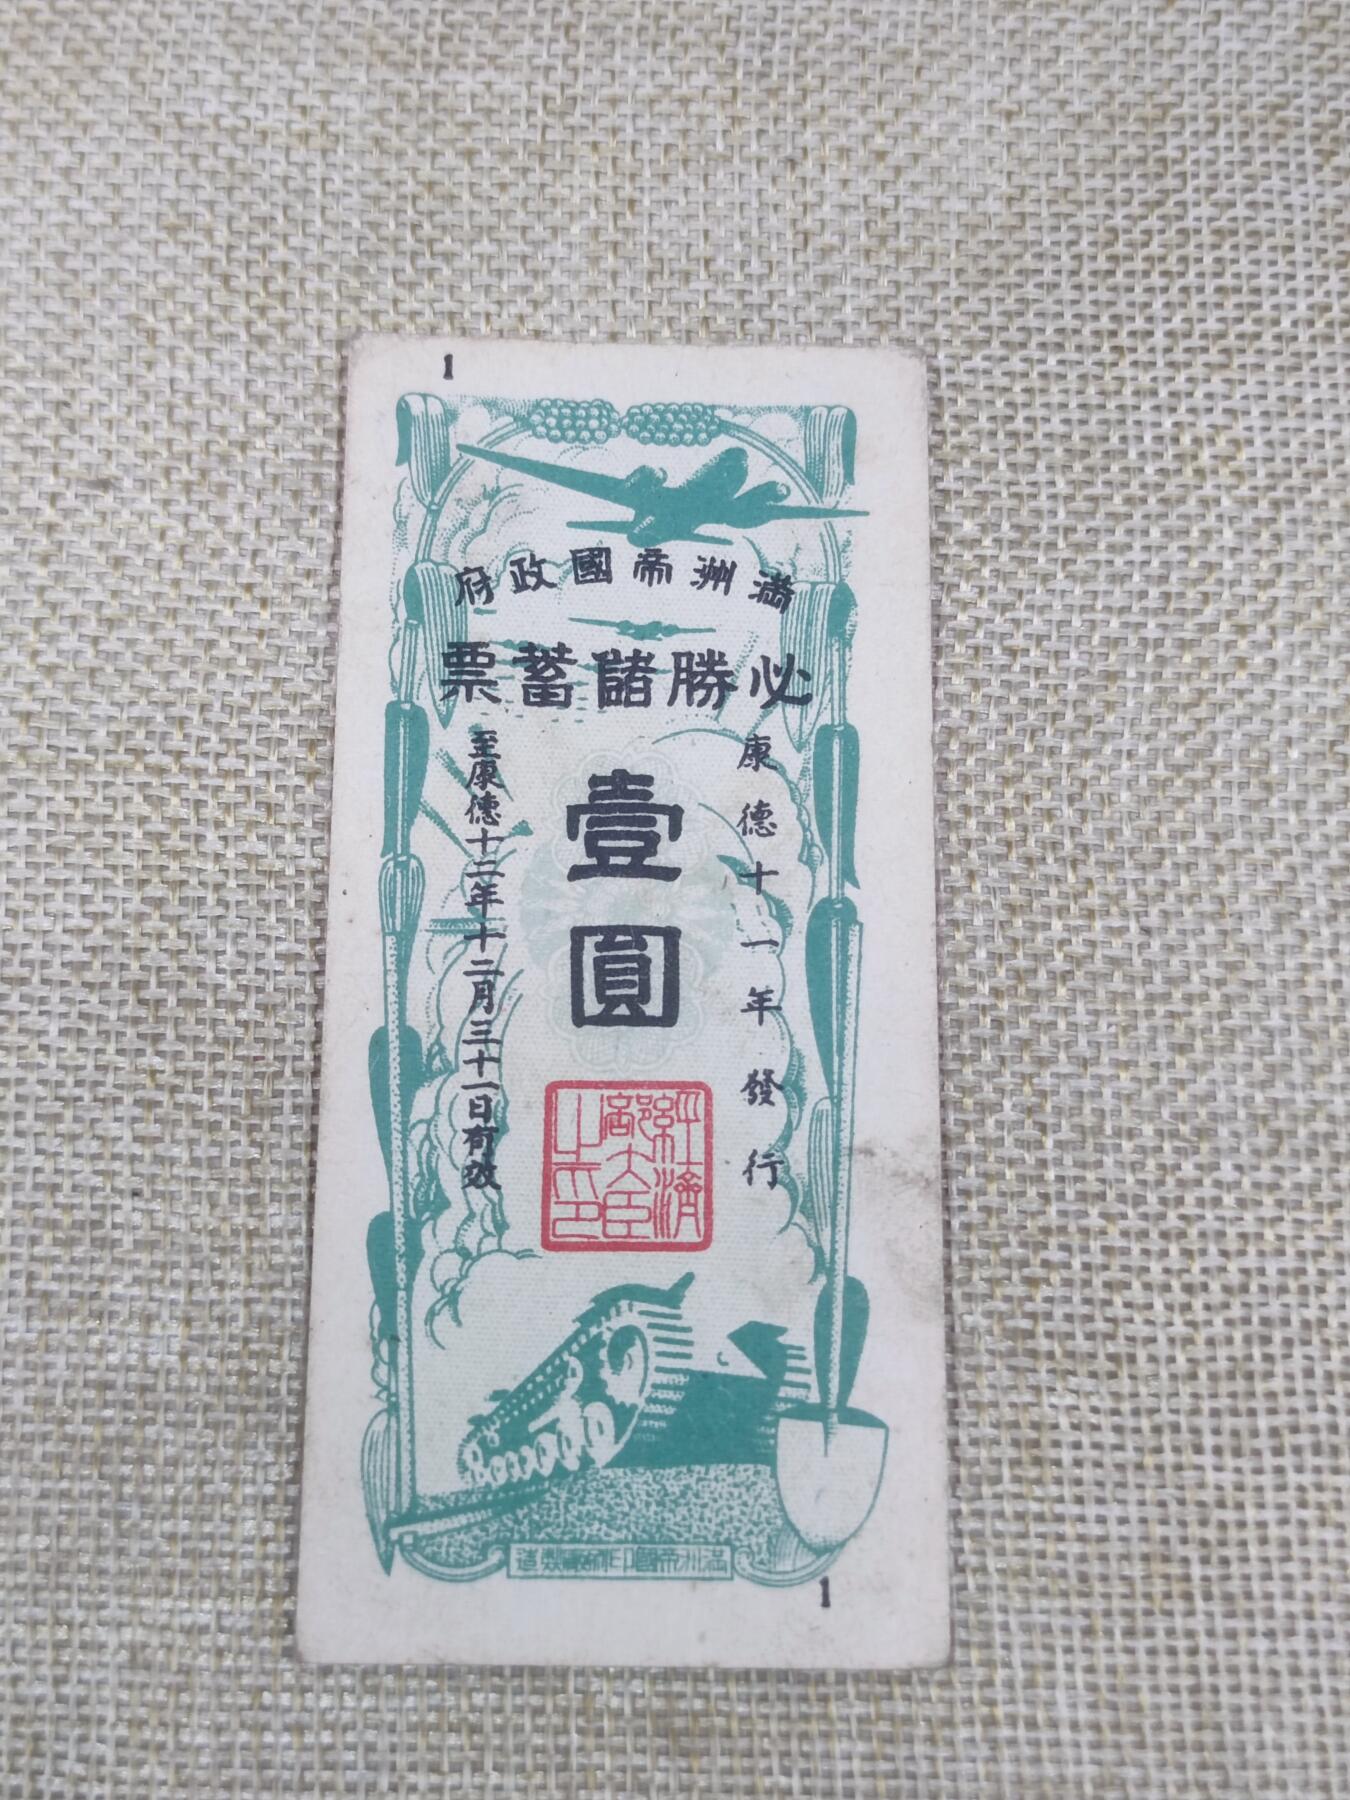 1
滿洲帝國政府
必勝儲蓄票
康德十一年發行
壹圓
至康德十二年十二月三十一日有效
經濟部大臣之印
滿洲帝國印刷廠製造
1